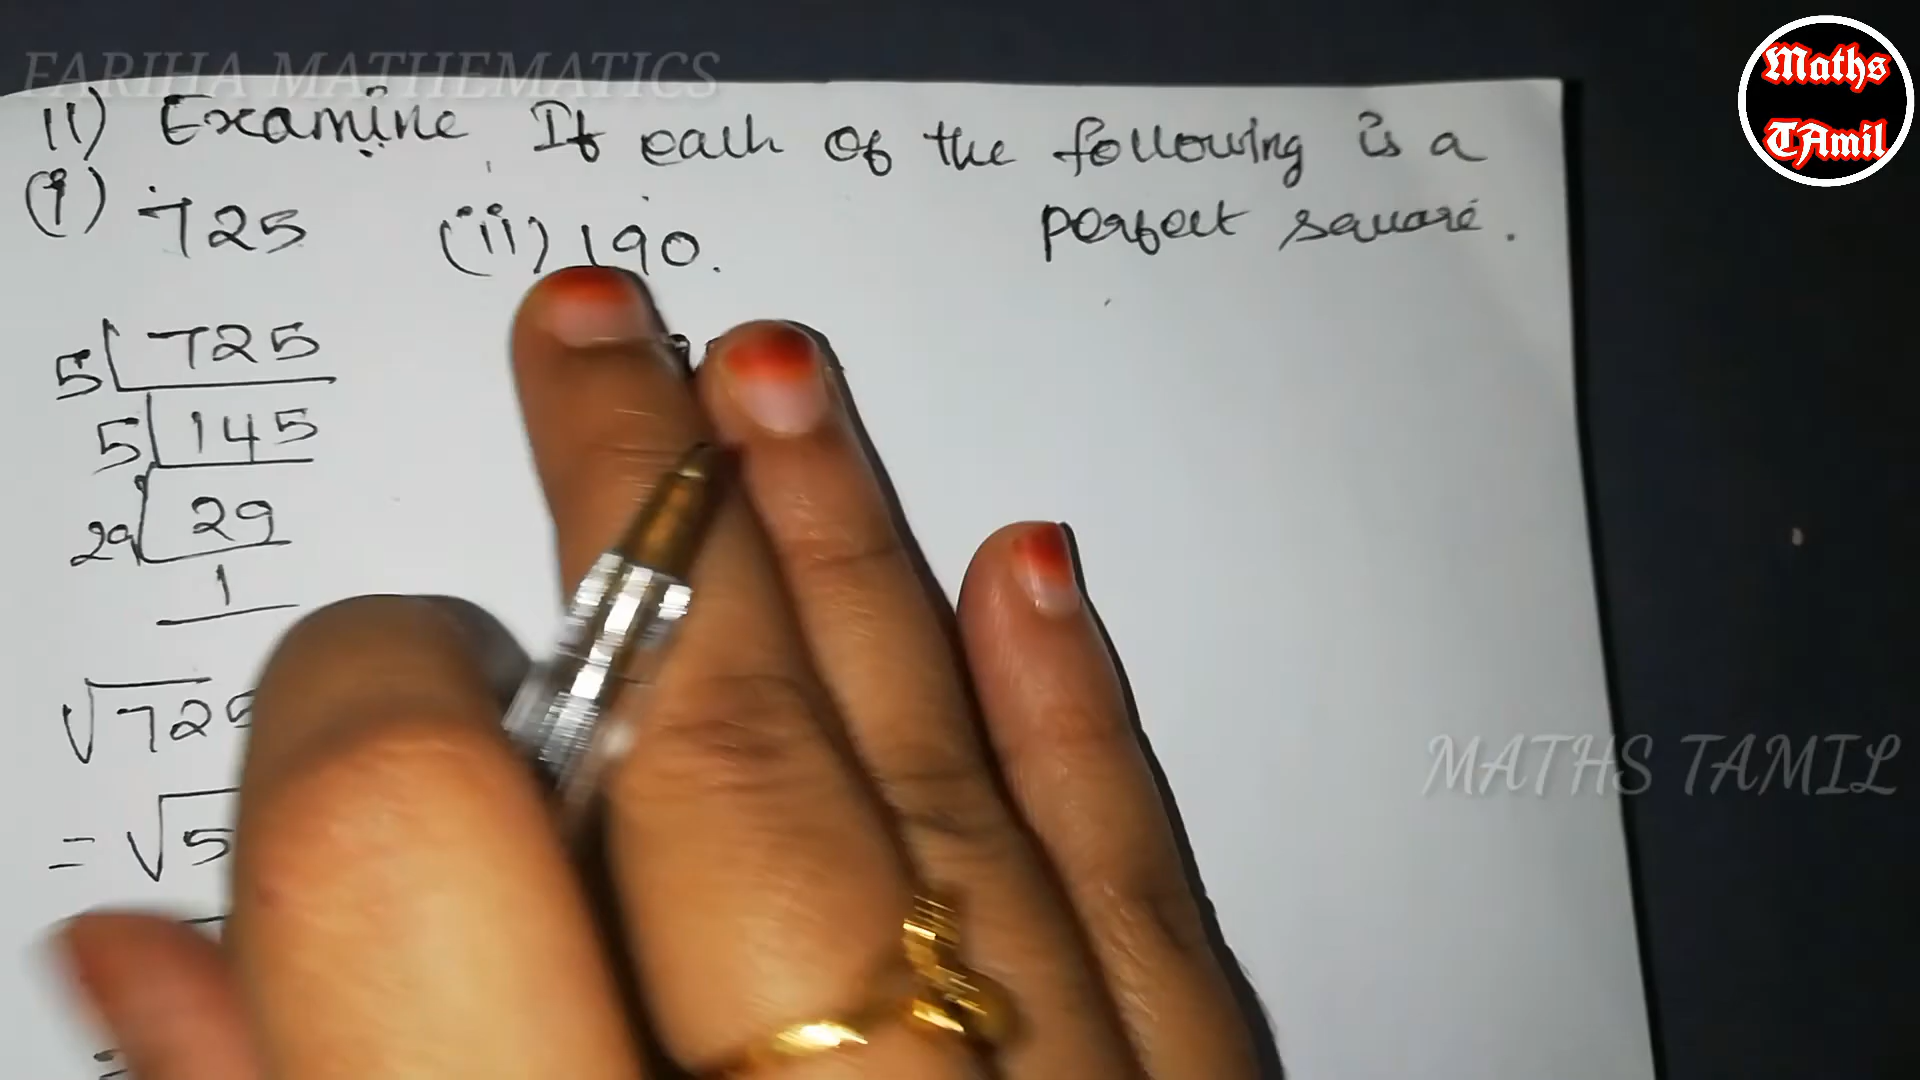 FARIHA MATHEMATICS
Maths
TAmil
11) Examine If each of the following is a
perfect square.
(i) 725 (ii) 190.
5 725
5 145
29 29
1
√725
= √5
MATHS TAMIL